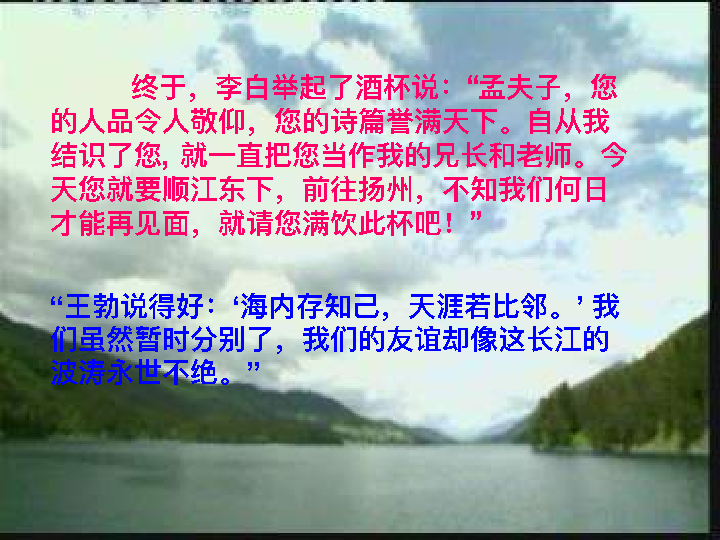 终于，李白举起了酒杯说：“孟夫子，您
的人品令人敬仰，您的诗篇誉满天下。自从我
结识了您, 就一直把您当作我的兄长和老师。今
天您就要顺江东下，前往扬州，不知我们何日
才能再见面，就请您满饮此杯吧！”
“王勃说得好：‘海内存知己，天涯若比邻。’ 我
们虽然暂时分别了，我们的友谊却像这长江的
波涛永世不绝。”